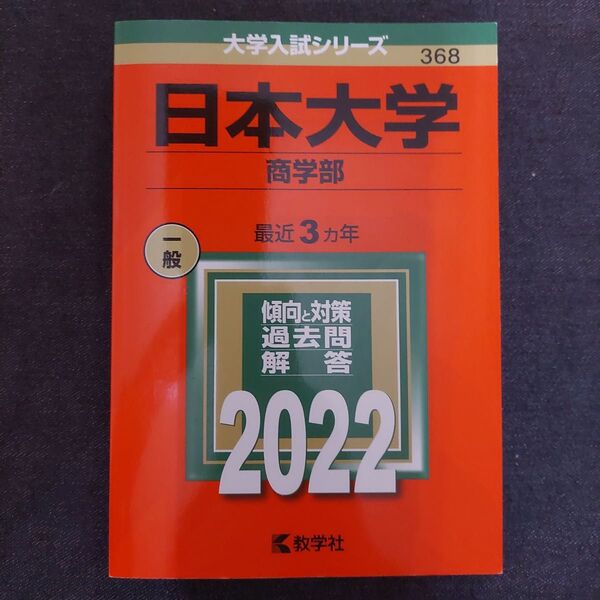 大学入試シリーズ
368
日本大学
商学部
最近3ヵ年
一般
傾向と対策
過去問
解答
2022
教学社